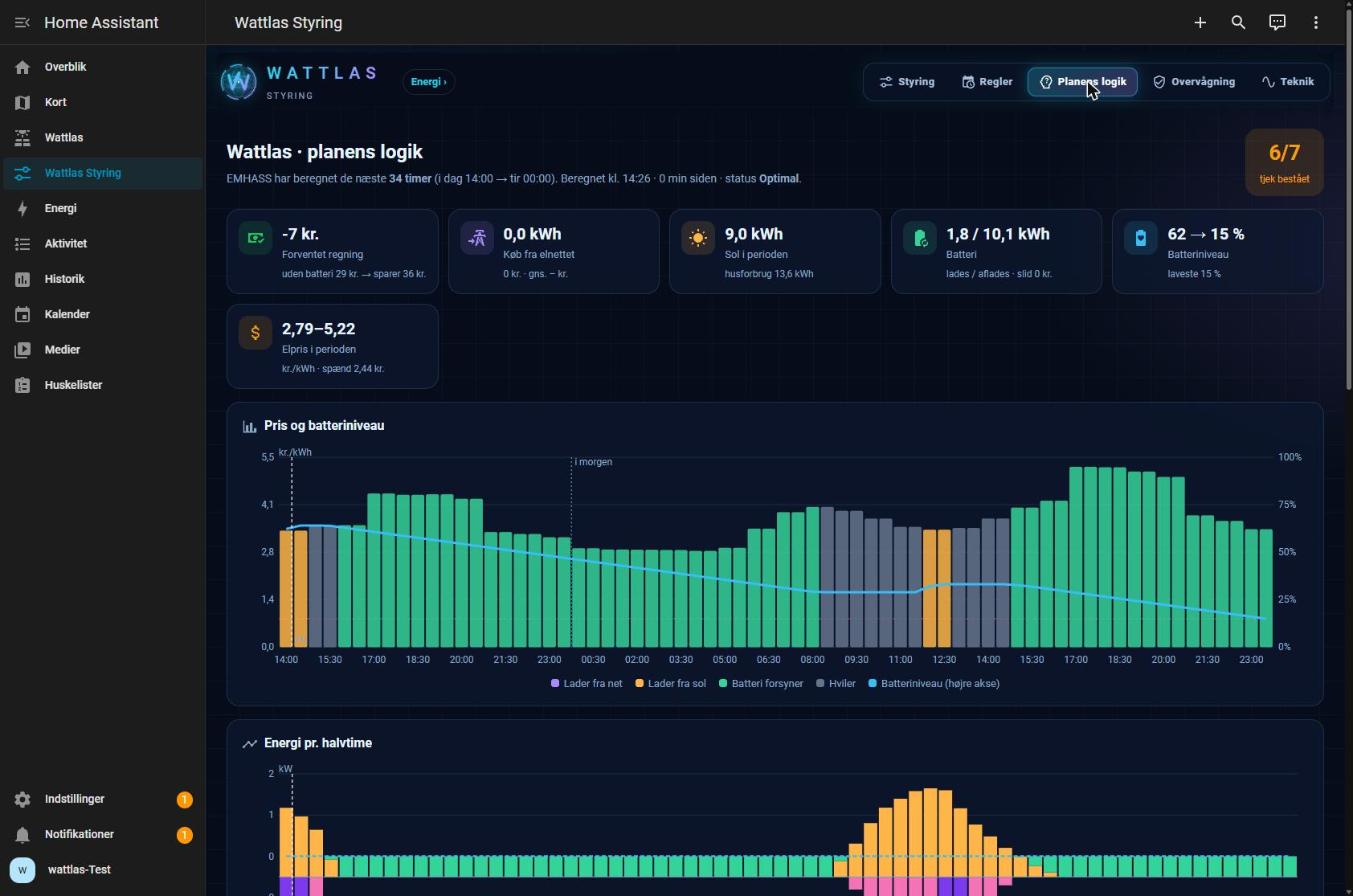 Home Assistant
Wattlas Styring
Overblik
Kort
Wattlas
Wattlas Styring
Energi
Aktivitet
Historik
Kalender
Medier
Huskelister
Indstillinger
1
Notifikationer
1
w
wattlas-Test
W
WATTLAS
STYRING
Energi ›
Styring
Regler
Planens logik
Overvågning
Teknik
Wattlas · planens logik
EMHASS har beregnet de næste 34 timer (i dag 14:00 → tir 00:00). Beregnet kl. 14:26 · 0 min siden · status Optimal.
6/7
tjek bestået
-7 kr.
Forventet regning
uden batteri 29 kr. → sparer 36 kr.
0,0 kWh
Køb fra elnettet
0 kr. · gns. – kr.
9,0 kWh
Sol i perioden
husforbrug 13,6 kWh
1,8 / 10,1 kWh
Batteri
lades / aflades · slid 0 kr.
62 → 15 %
Batteriniveau
laveste 15 %
$
2,79–5,22
Elpris i perioden
kr./kWh · spænd 2,44 kr.
Pris og batteriniveau
kr./kWh
i morgen
5,5
4,1
2,8
1,4
0,0
100%
75%
50%
25%
0%
14:00 15:30 17:00 18:30 20:00 21:30 23:00 00:30 02:00 03:30 05:00 06:30 08:00 09:30 11:00 12:30 14:00 15:30 17:00 18:30 20:00 21:30 23:00
Lader fra net Lader fra sol Batteri forsyner Hviler Batteriniveau (højre akse)
Energi pr. halvtime
kW
2
1
0